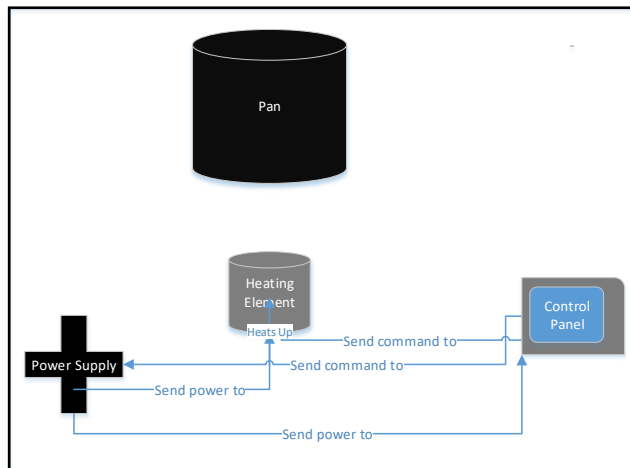 Pan
Heating
Element
Heats Up
Control
Panel
Send command to
Power Supply
Send command to
Send power to
Send power to